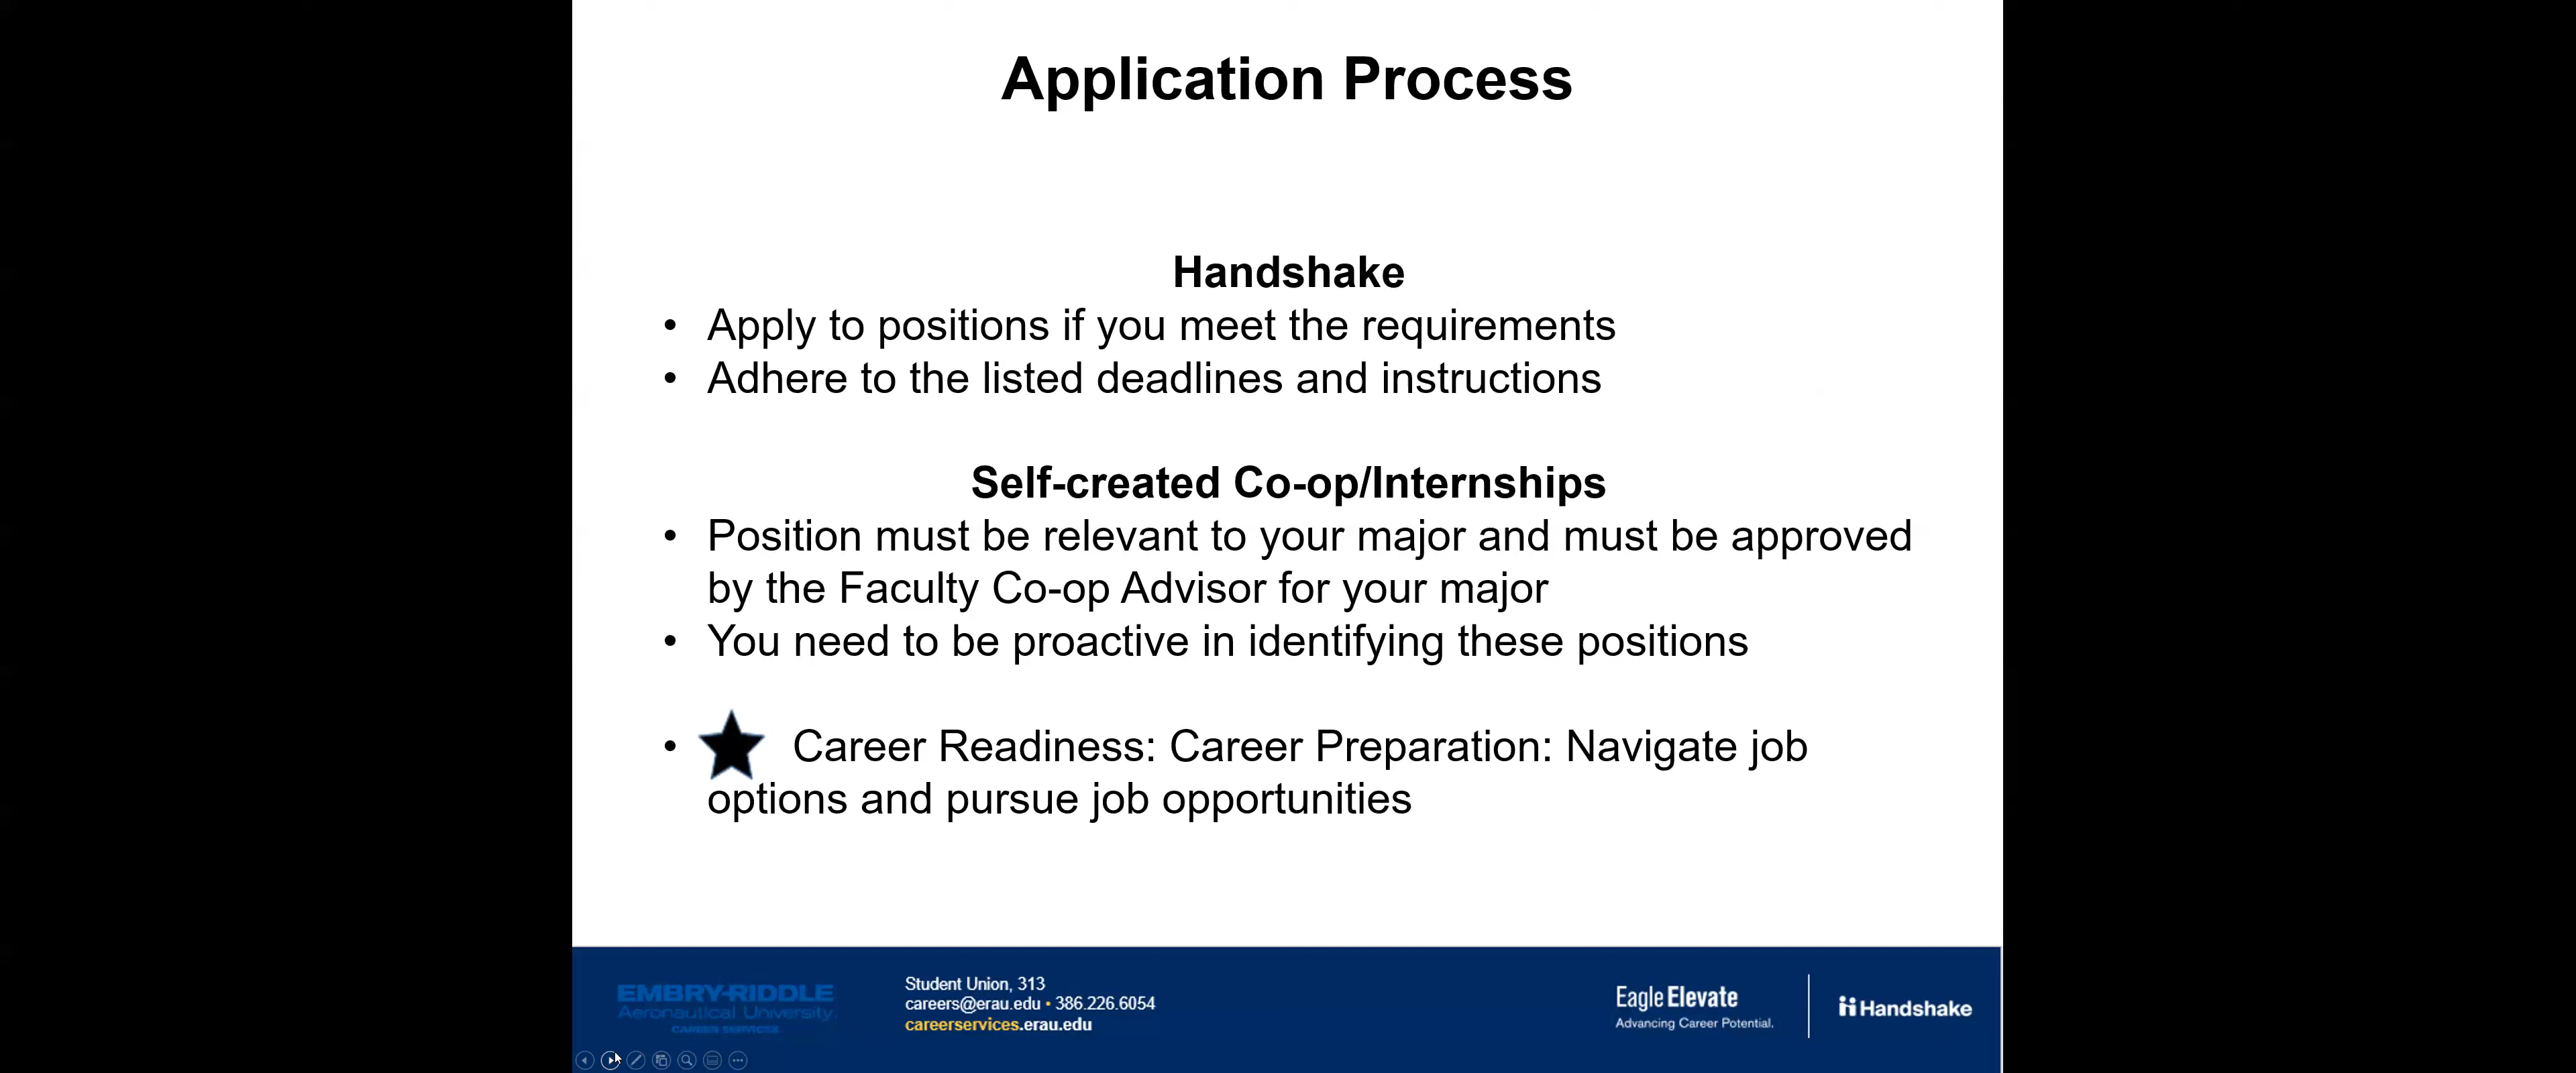 Application Process
Handshake
• Apply to positions if you meet the requirements
• Adhere to the listed deadlines and instructions
Self-created Co-op/Internships
• Position must be relevant to your major and must be approved
by the Faculty Co-op Advisor for your major
• You need to be proactive in identifying these positions
• Career Readiness: Career Preparation: Navigate job
options and pursue job opportunities
EMBRY-RIDDLE
Aeronautical University.
CAREER SERVICES
Student Union, 313
careers@erau.edu • 386.226.6054
careerservices.erau.edu
Eagle Elevate
Advancing Career Potential.
Handshake